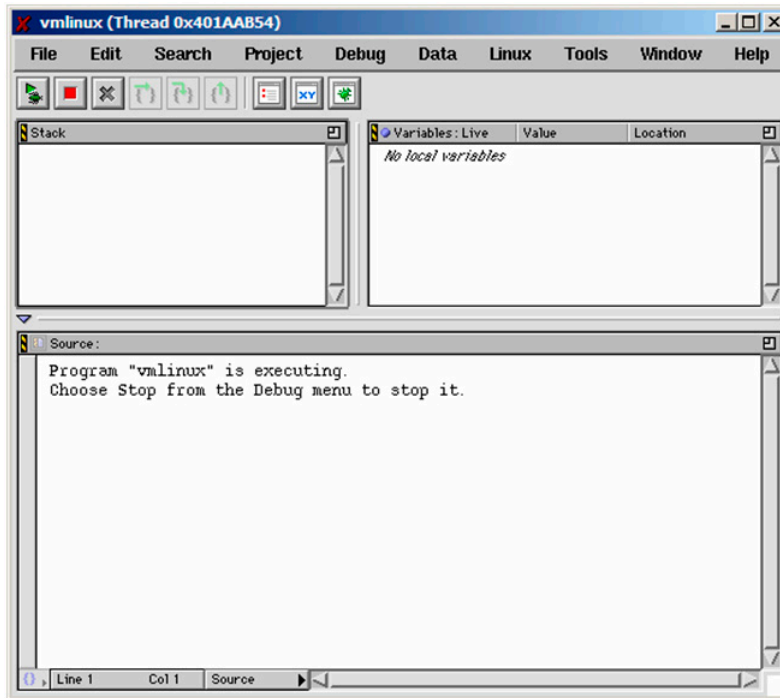 vmlinux (Thread 0x401AAB54)
File Edit Search Project Debug Data Linux Tools Window Help
XY
Stack
Variables: Live Value Location
No local variables
Source:
Program "vmlinux" is executing.
Choose Stop from the Debug menu to stop it.
Line 1 Col 1 Source